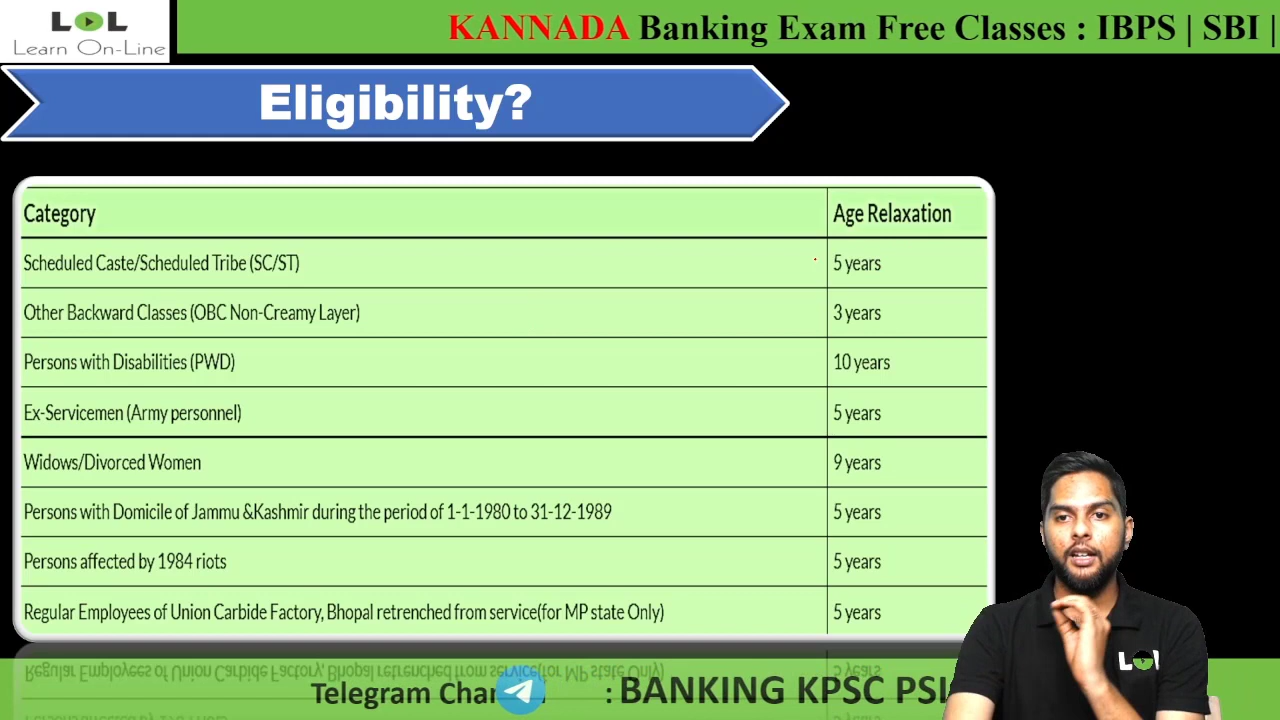 LOL
Learn On-Line
KANNADA Banking Exam Free Classes : IBPS | SBI |
Eligibility?
Category Age Relaxation
Scheduled Caste/Scheduled Tribe (SC/ST) 5 years
Other Backward Classes (OBC Non-Creamy Layer) 3 years
Persons with Disabilities (PWD) 10 years
Ex-Servicemen (Army personnel) 5 years
Widows/Divorced Women 9 years
Persons with Domicile of Jammu &Kashmir during the period of 1-1-1980 to 31-12-1989 5 years
Persons affected by 1984 riots 5 years
Regular Employees of Union Carbide Factory, Bhopal retrenched from service(for MP state Only) 5 years
Telegram : BANKING KPSC PSI
LOL